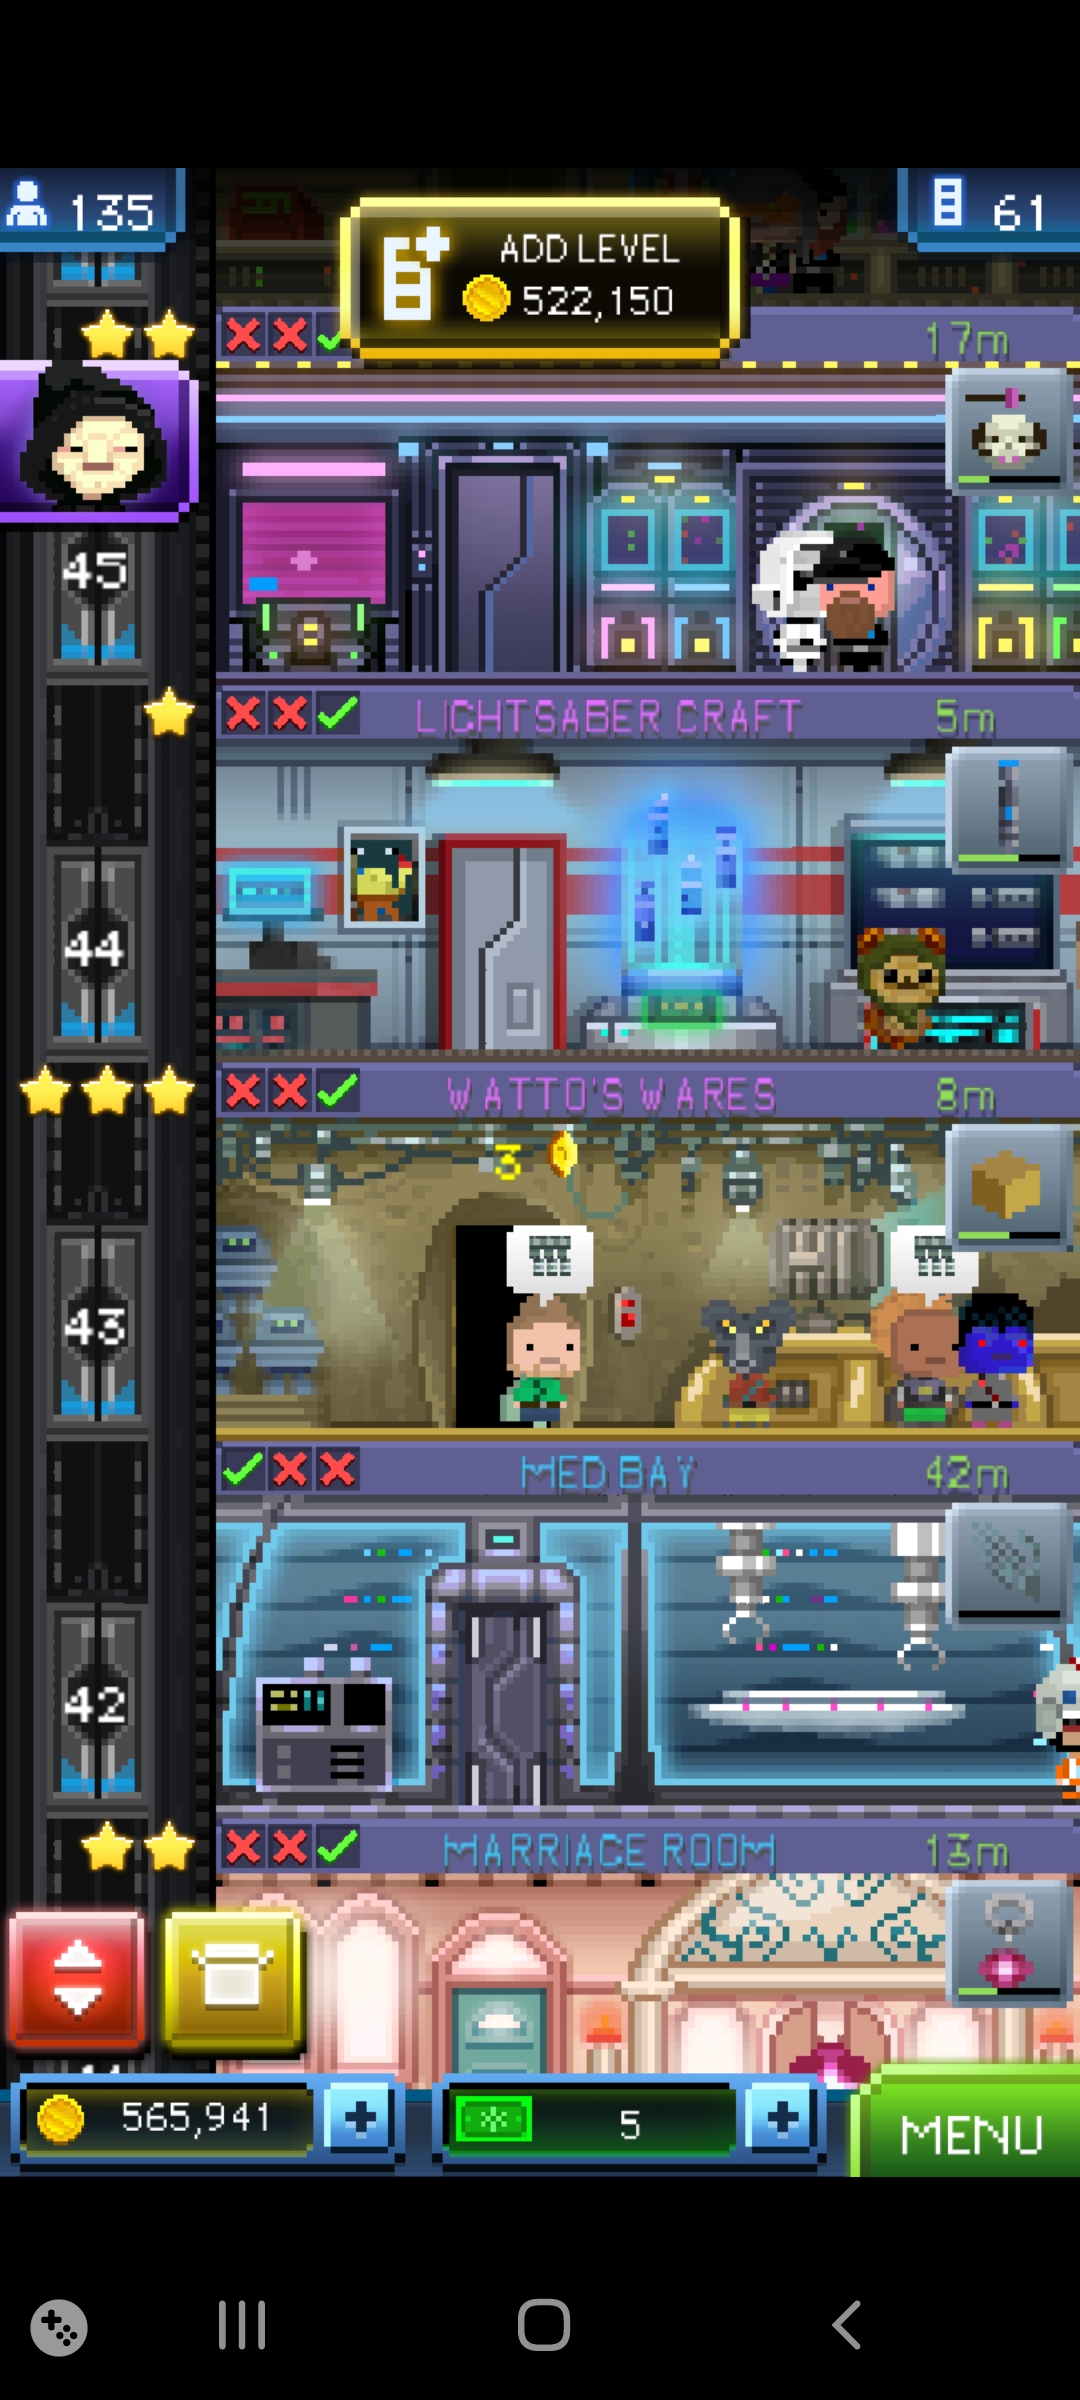 135
61
ADD LEVEL
522,150
17m
45
LIGHTSABER CRAFT
5m
44
WATTO'S WARES
8m
3
43
MED BAY
42m
42
MARRIAGE ROOM
13m
565,941
5
MENU